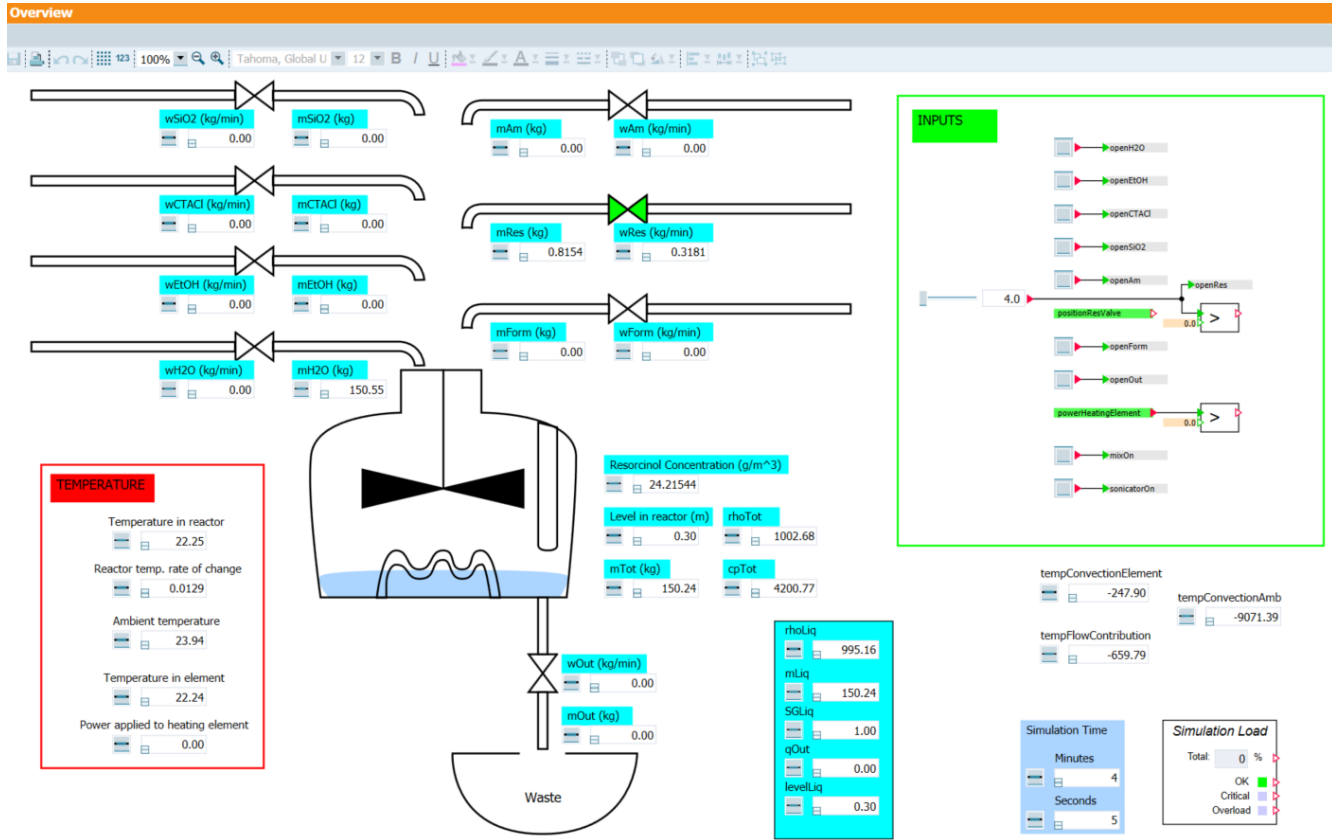 Overview
123 100% Tahoma, Global U 12 B I U A
wSiO2 (kg/min) mSiO2 (kg)
0.00 0.00
wCTACl (kg/min) mCTACl (kg)
0.00 0.00
wEtOH (kg/min) mEtOH (kg)
0.00 0.00
wH2O (kg/min) mH2O (kg)
0.00 150.55
mAm (kg) wAm (kg/min)
0.00 0.00
mRes (kg) wRes (kg/min)
0.8154 0.3181
mForm (kg) wForm (kg/min)
0.00 0.00
INPUTS
openH2O
openEtOH
openCTACl
openSiO2
openAm
openRes
4.0
positionResValve
0.0 >
openForm
openOut
powerHeatingElement
0.0 >
mixOn
sonicatorOn
TEMPERATURE
Temperature in reactor
22.25
Reactor temp. rate of change
0.0129
Ambient temperature
23.94
Temperature in element
22.24
Power applied to heating element
0.00
Resorcinol Concentration (g/m^3)
24.21544
Level in reactor (m) rhoTot
0.30 1002.68
mTot (kg) cpTot
150.24 4200.77
wOut (kg/min)
0.00
mOut (kg)
0.00
Waste
rhoLiq
995.16
mLiq
150.24
SGLiq
1.00
qOut
0.00
levelLiq
0.30
tempConvectionElement
-247.90
tempConvectionAmb
-9071.39
tempFlowContribution
-659.79
Simulation Time
Minutes
4
Seconds
5
Simulation Load
Total: 0 %
OK
Critical
Overload